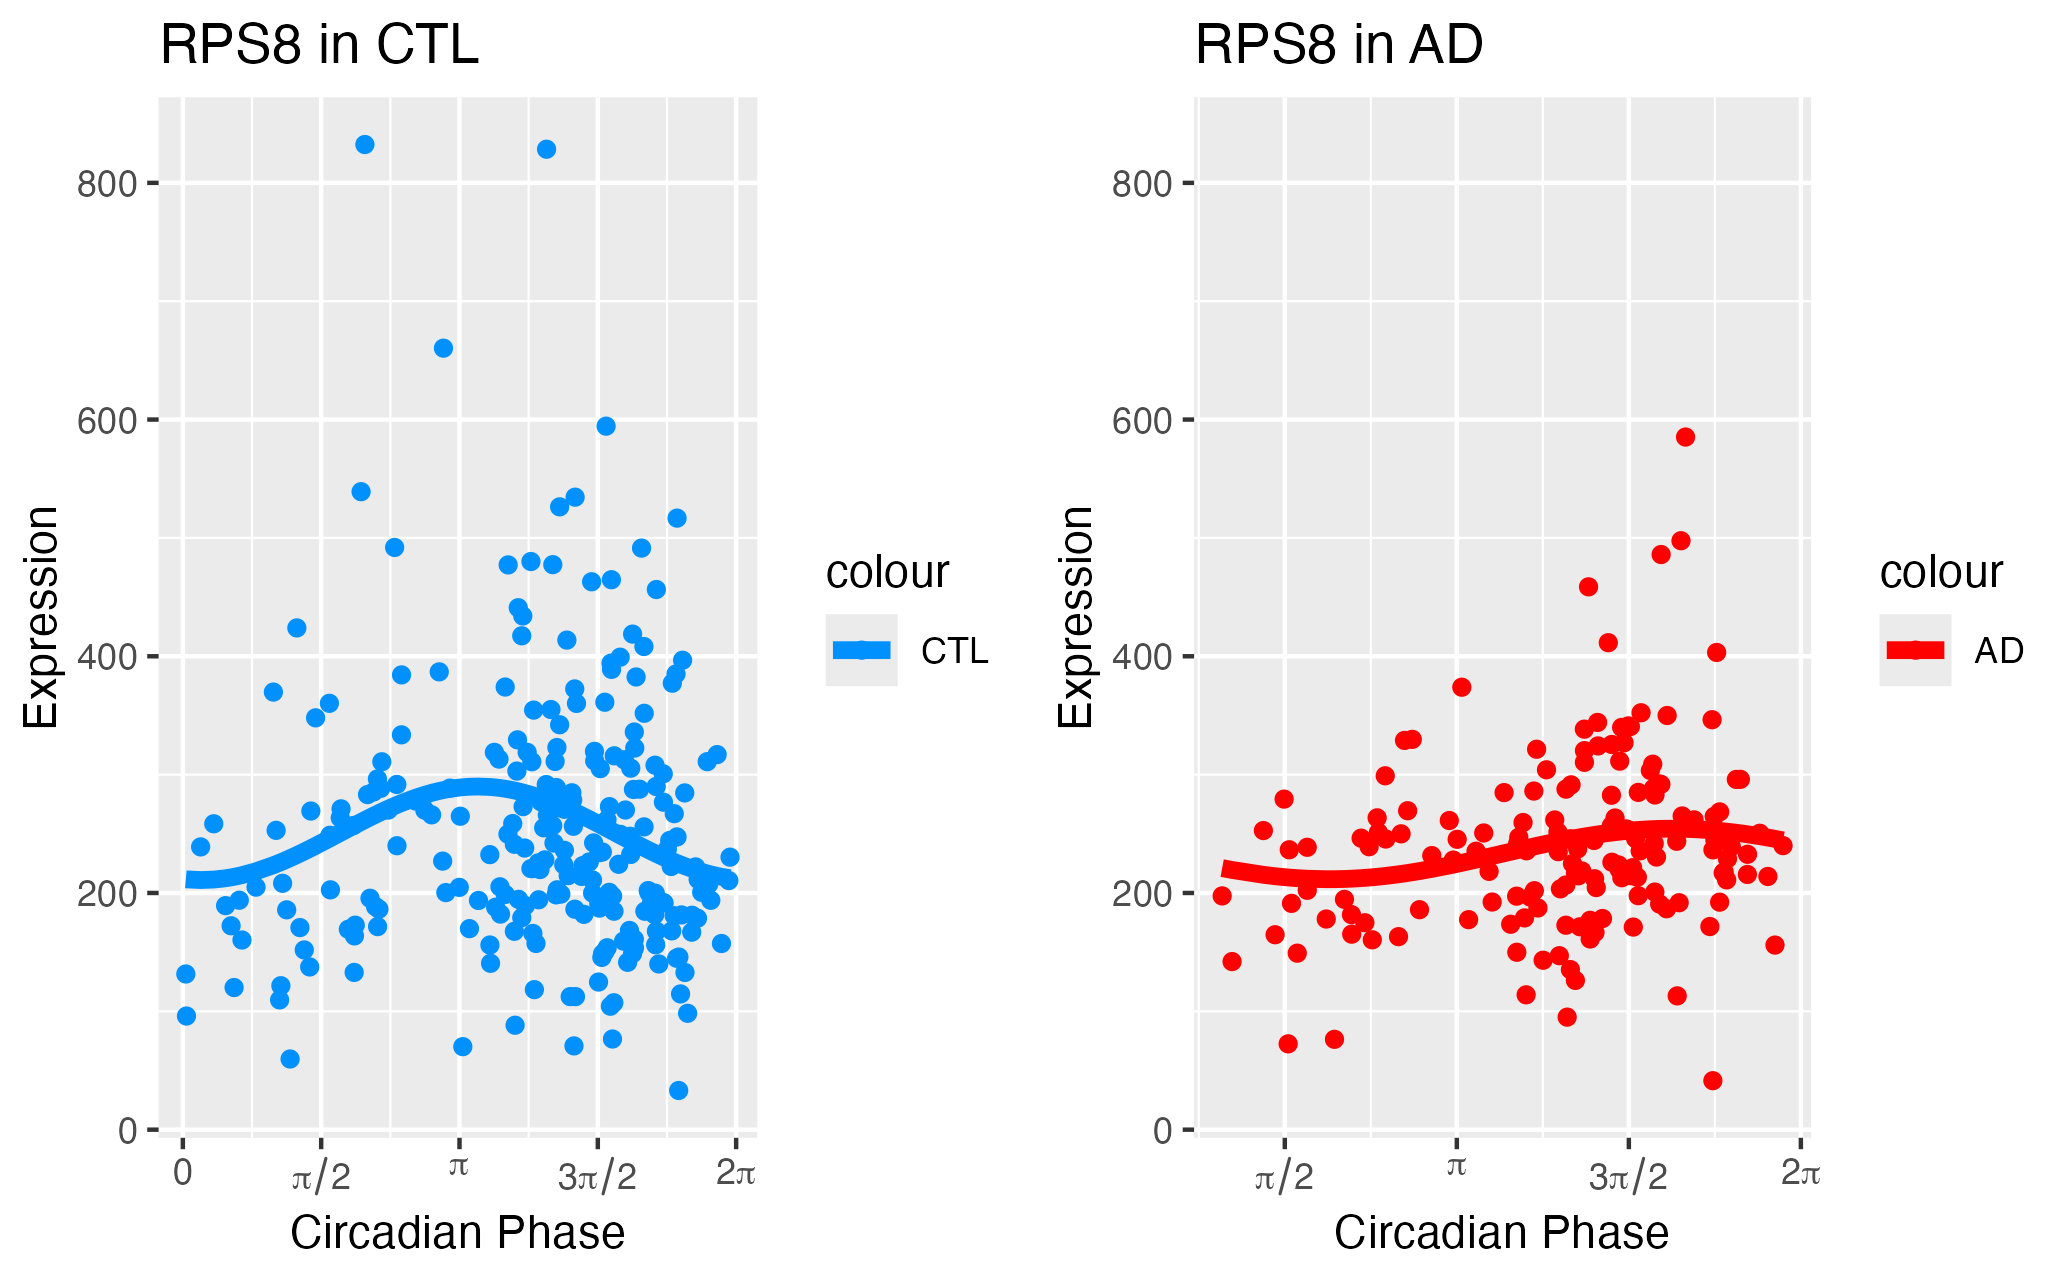 RPS8 in CTL
Expression
800
600
400
200
0
0 π/2 π 3π/2 2π
Circadian Phase
colour
CTL
RPS8 in AD
Expression
800
600
400
200
0
π/2 π 3π/2 2π
Circadian Phase
colour
AD